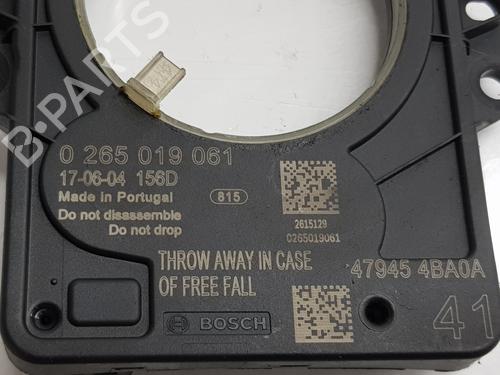 B-PARTS
0 265 019 061
17-06-04 156D
Made in Portugal
815
Do not disassemble
Do not drop
2615129
0265019061
THROW AWAY IN CASE
OF FREE FALL
47945 4BA0A
BOSCH
41